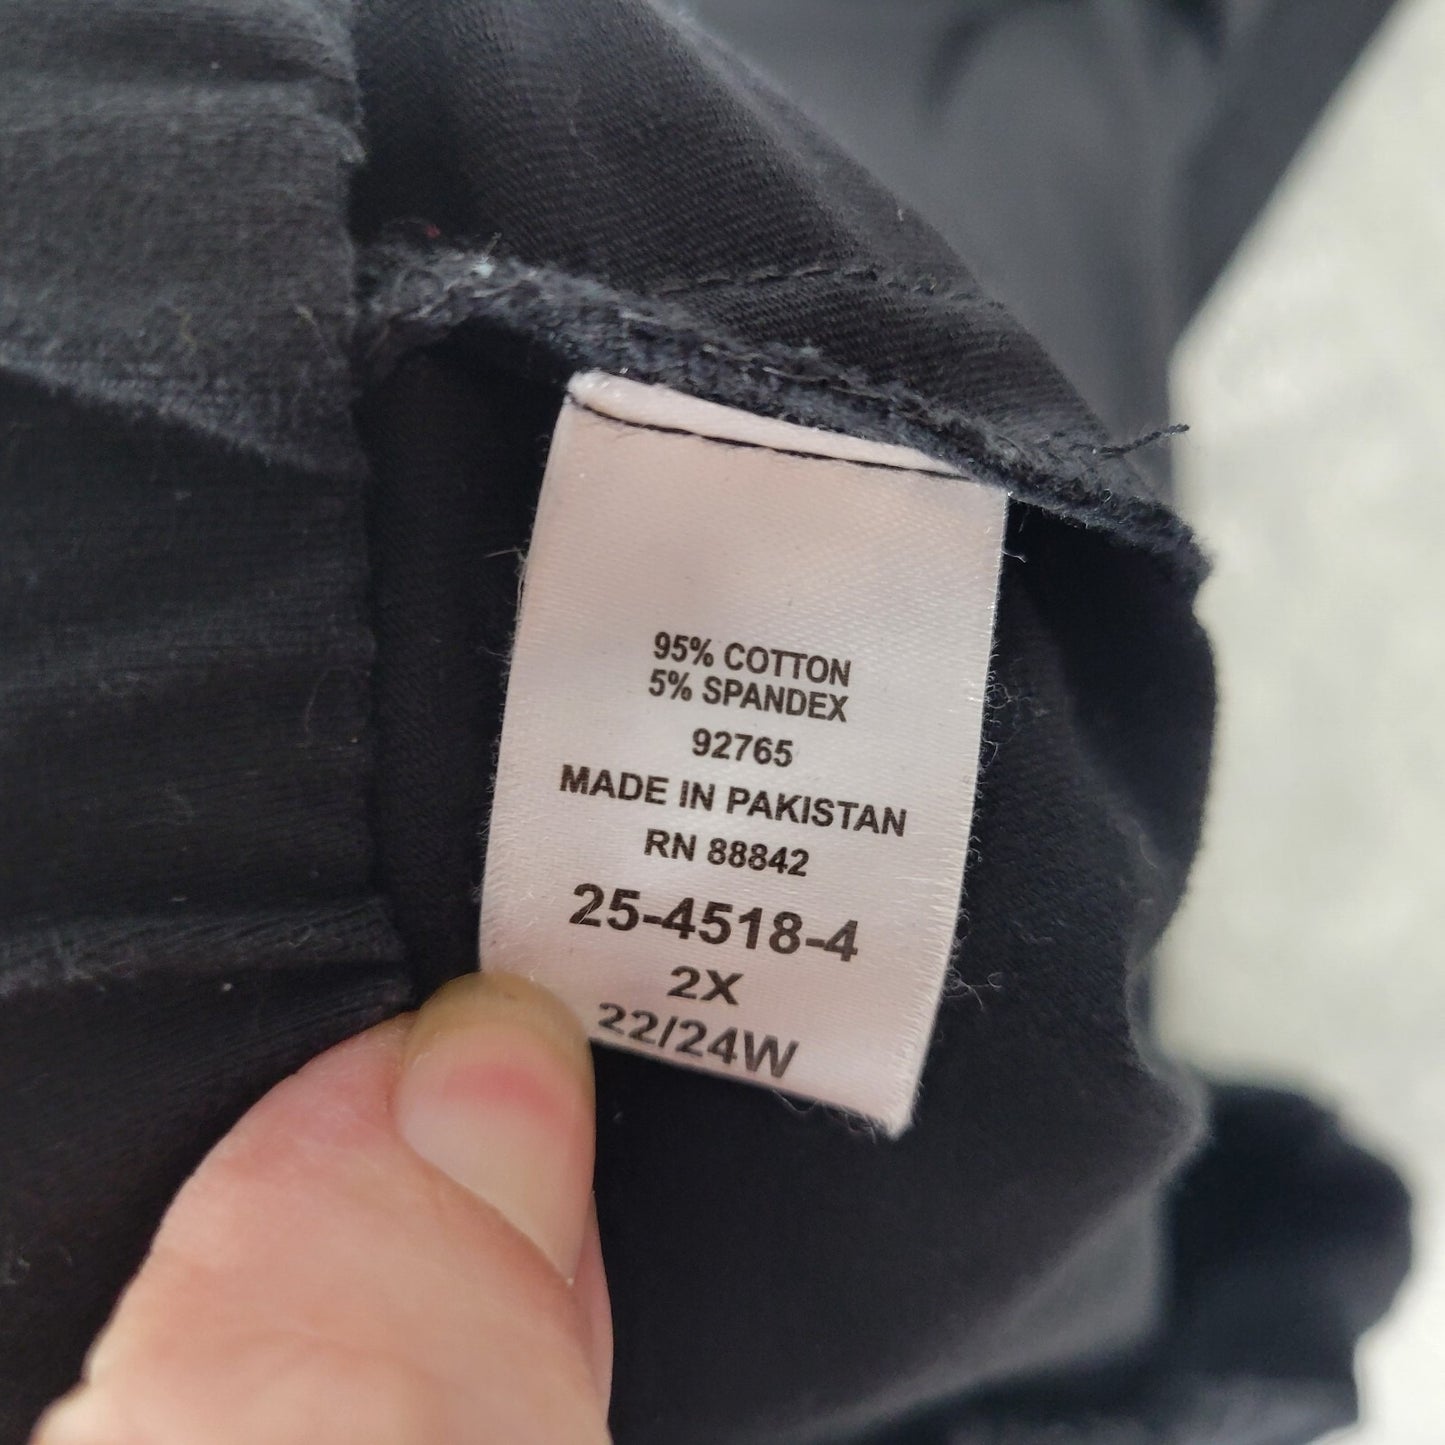 95% COTTON
5% SPANDEX
92765
MADE IN PAKISTAN
RN 88842
25-4518-4
2X
22/24W